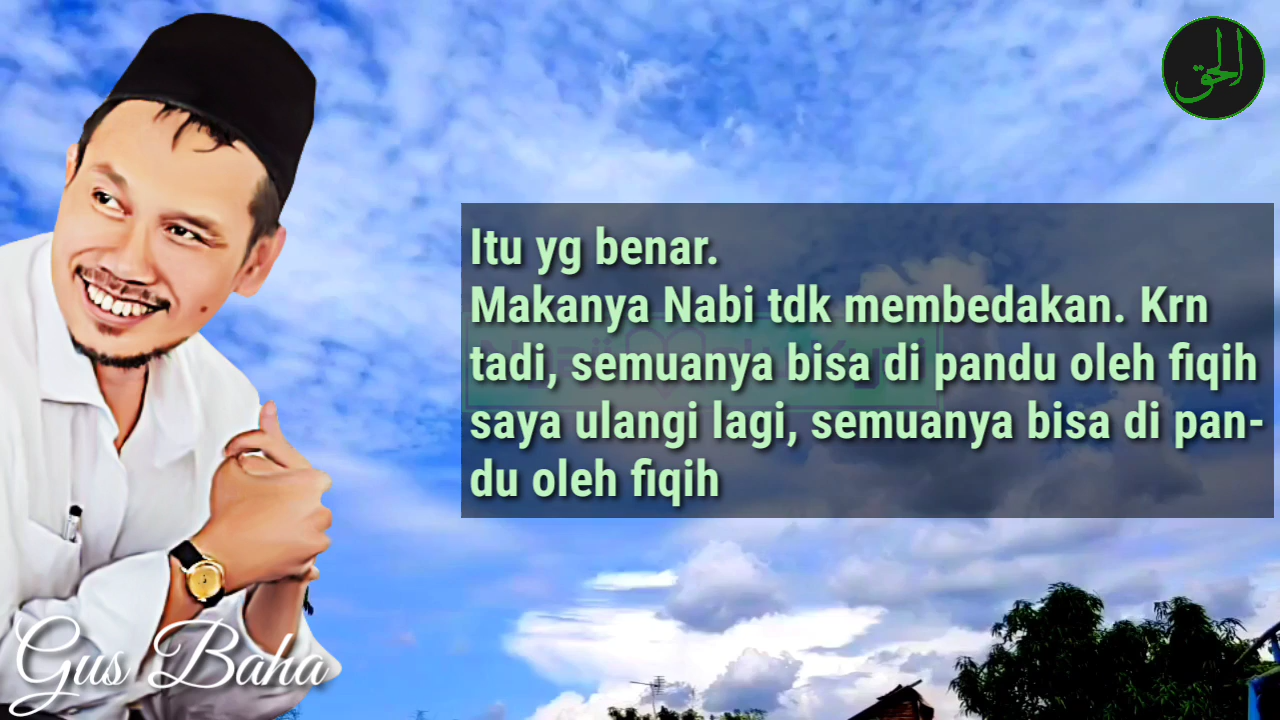 الحق
Itu yg benar.
Makanya Nabi tdk membedakan. Krn
tadi, semuanya bisa di pandu oleh fiqih
saya ulangi lagi, semuanya bisa di pan-
du oleh fiqih
Gus Baha